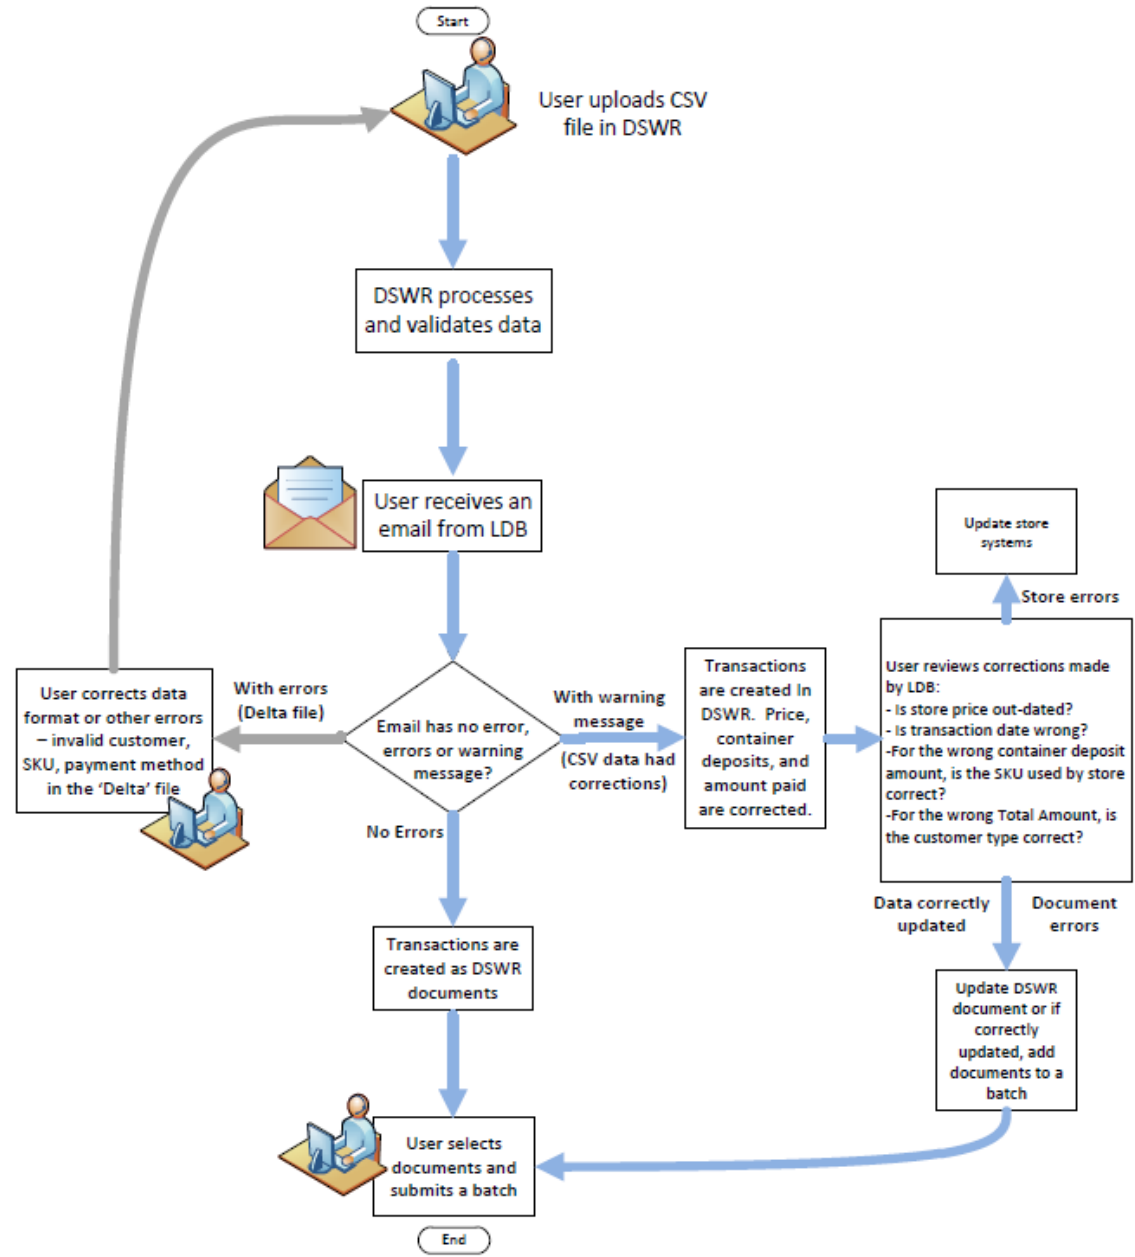 Start
User uploads CSV
file in DSWR
DSWR processes
and validates data
User receives an
email from LDB
Update store
systems
Store errors
User corrects data
format or other errors
– invalid customer,
SKU, payment method
in the ‘Delta’ file
With errors
(Delta file)
Email has no error,
errors or warning
message?
With warning
message
(CSV data had
corrections)
Transactions
are created In
DSWR. Price,
container
deposits, and
amount paid
are corrected.
User reviews corrections made
by LDB:
- Is store price out-dated?
- Is transaction date wrong?
-For the wrong container deposit
amount, is the SKU used by store
correct?
-For the wrong Total Amount, is
the customer type correct?
No Errors
Data correctly
updated
Document
errors
Transactions are
created as DSWR
documents
Update DSWR
document or if
correctly
updated, add
documents to a
batch
User selects
documents and
submits a batch
End